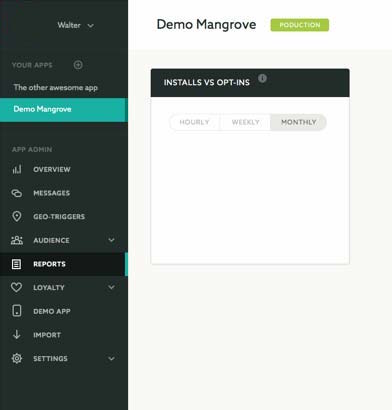 Walter
Demo Mangrove
PODUCTION
YOUR APPS
The other awesome app
Demo Mangrove
INSTALLS VS OPT-INS
HOURLY
WEEKLY
MONTHLY
APP ADMIN
OVERVIEW
MESSAGES
GEO-TRIGGERS
AUDIENCE
REPORTS
LOYALTY
DEMO APP
IMPORT
SETTINGS